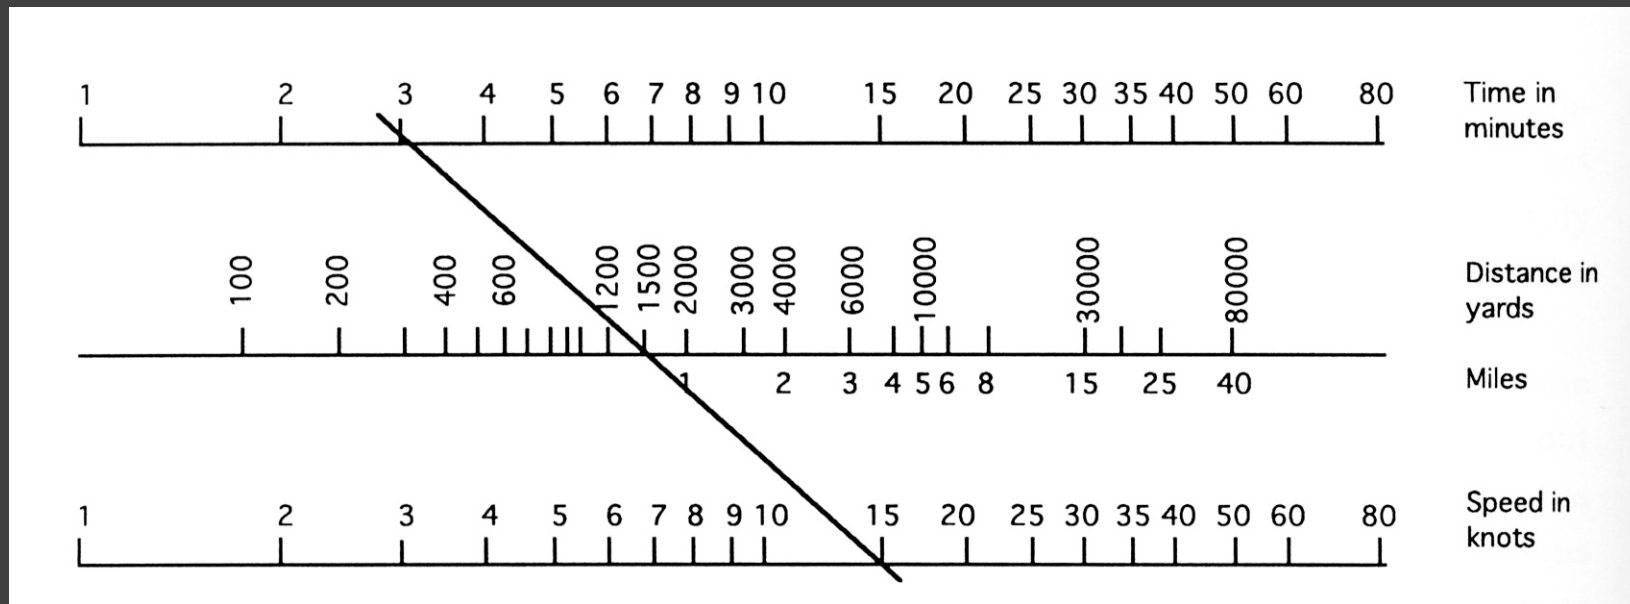 1 2 3 4 5 6 7 8 9 10 15 20 25 30 35 40 50 60 80
Time in
minutes
100 200 400 600 1200 1500 2000 3000 4000 6000 10000 30000 80000
Distance in
yards
1 2 3 4 5 6 8 15 25 40
Miles
1 2 3 4 5 6 7 8 9 10 15 20 25 30 35 40 50 60 80
Speed in
knots